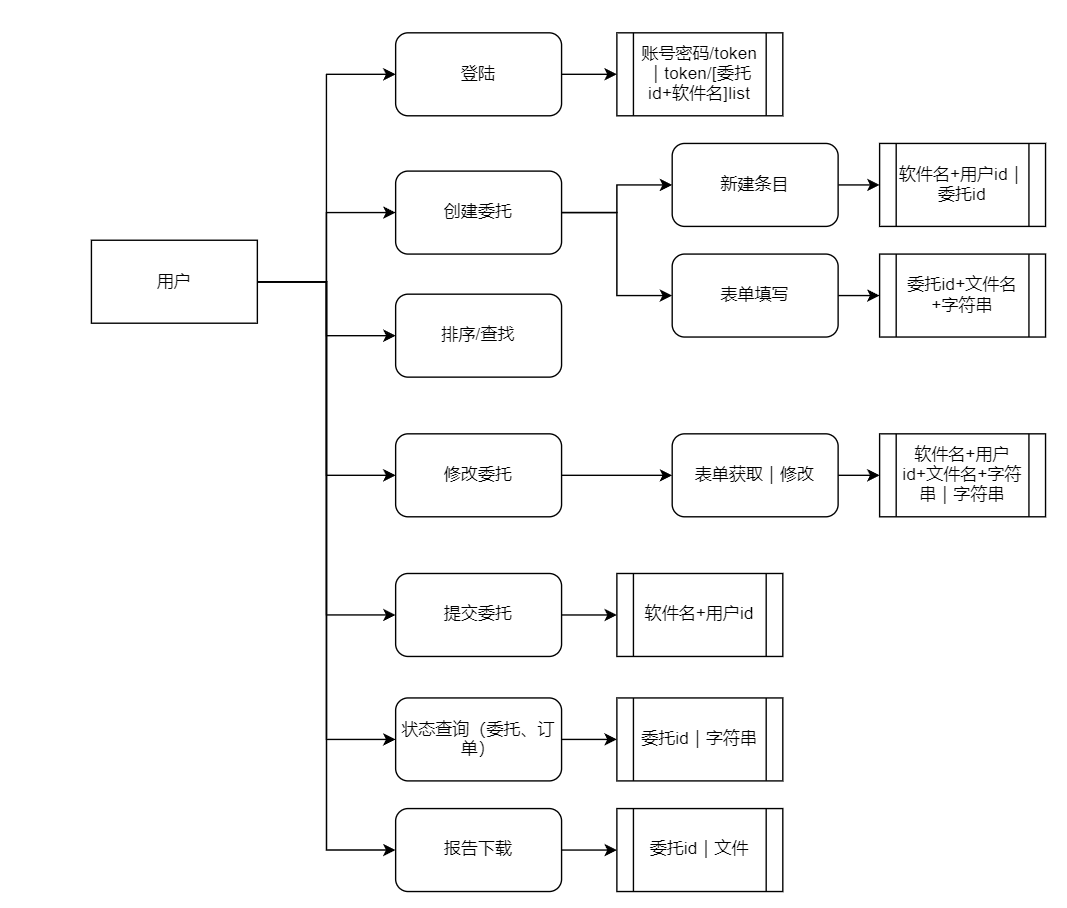 登陆
账号密码/token
｜token/[委托
id+软件名]list
创建委托
新建条目
软件名+用户id｜
委托id
用户
表单填写
委托id+文件名
+字符串
排序/查找
修改委托
表单获取｜修改
软件名+用户
id+文件名+字符
串｜字符串
提交委托
软件名+用户id
状态查询（委托、订
单）
委托id｜字符串
报告下载
委托id｜文件